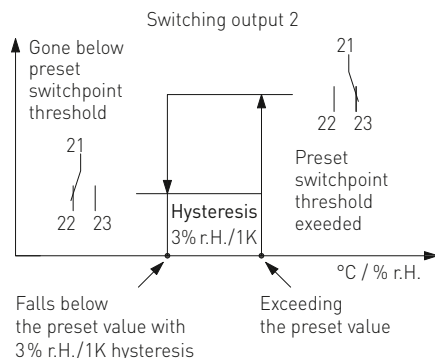 Switching output 2
Gone below
preset
switchpoint
threshold
21
22 23
21
22 23
Preset
switchpoint
threshold
exeeded
Hysteresis
3% r.H./1K
°C / % r.H.
Falls below
the preset value with
3% r.H./1K hysteresis
Exceeding
the preset value